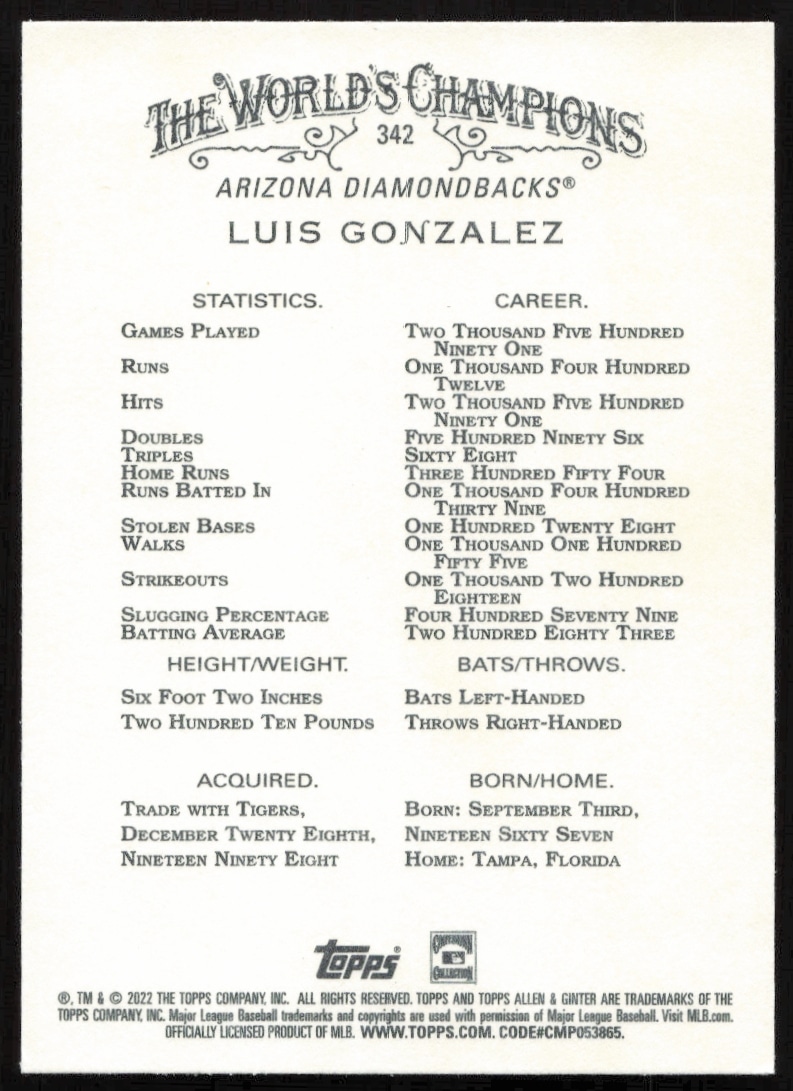 THE WORLD'S CHAMPIONS
342
ARIZONA DIAMONDBACKS®
LUIS GONZALEZ
STATISTICS. CAREER.
GAMES PLAYED TWO THOUSAND FIVE HUNDRED
NINETY ONE
RUNS ONE THOUSAND FOUR HUNDRED
TWELVE
HITS TWO THOUSAND FIVE HUNDRED
NINETY ONE
DOUBLES FIVE HUNDRED NINETY SIX
TRIPLES SIXTY EIGHT
HOME RUNS THREE HUNDRED FIFTY FOUR
RUNS BATTED IN ONE THOUSAND FOUR HUNDRED
THIRTY NINE
STOLEN BASES ONE HUNDRED TWENTY EIGHT
WALKS ONE THOUSAND ONE HUNDRED
FIFTY FIVE
STRIKEOUTS ONE THOUSAND TWO HUNDRED
EIGHTEEN
SLUGGING PERCENTAGE FOUR HUNDRED SEVENTY NINE
BATTING AVERAGE TWO HUNDRED EIGHTY THREE
HEIGHT/WEIGHT. BATS/THROWS.
SIX FOOT TWO INCHES BATS LEFT-HANDED
TWO HUNDRED TEN POUNDS THROWS RIGHT-HANDED
ACQUIRED. BORN/HOME.
TRADE WITH TIGERS, BORN: SEPTEMBER THIRD,
DECEMBER TWENTY EIGHTH, NINETEEN SIXTY SEVEN
NINETEEN NINETY EIGHT HOME: TAMPA, FLORIDA
topps® COOPERSTOWN COLLECTION
®, TM & © 2022 THE TOPPS COMPANY, INC. ALL RIGHTS RESERVED. TOPPS AND TOPPS ALLEN & GINTER ARE TRADEMARKS OF THE
TOPPS COMPANY, INC. Major League Baseball trademarks and copyrights are used with permission of Major League Baseball. Visit MLB.com.
OFFICIALLY LICENSED PRODUCT OF MLB. WWW.TOPPS.COM. CODE#CMP053865.